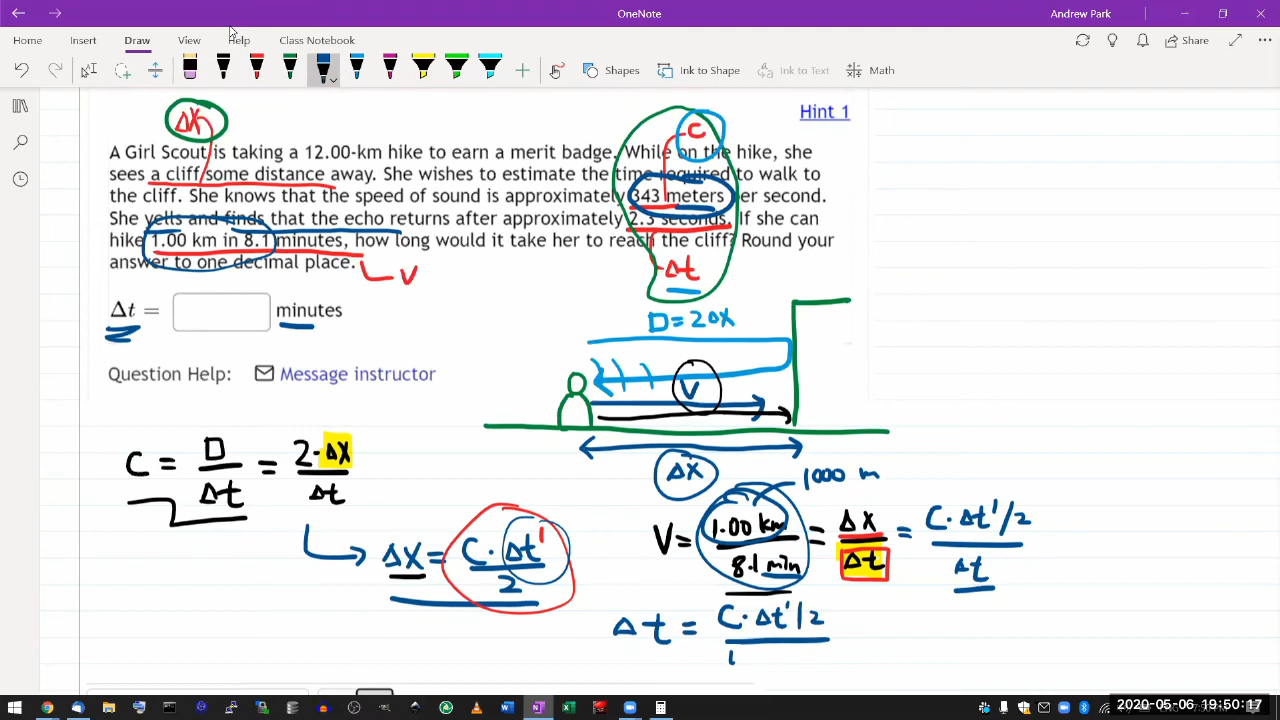 OneNote
Andrew Park
Home Insert Draw View Help Class Notebook
Share
Shapes Ink to Shape Ink to Text Math
Δx
Hint 1
C
A Girl Scout is taking a 12.00-km hike to earn a merit badge. While on the hike, she
sees a cliff some distance away. She wishes to estimate the time required to walk to
the cliff. She knows that the speed of sound is approximately 343 meters per second.
She yells and finds that the echo returns after approximately 2.3 seconds. If she can
hike 1.00 km in 8.1 minutes, how long would it take her to reach the cliff? Round your
answer to one decimal place.
V
Δt
Δt = minutes
D = 2Δx
Question Help: Message instructor
V
C = D/Δt = 2·Δx/Δt
Δx
1000 m
V = 1.00 km/8.1 min = Δx/Δt = C·Δt'/2/Δt
Δx = C·Δt'/2
Δt = C·Δt'/2
2020-05-06 19:50:17